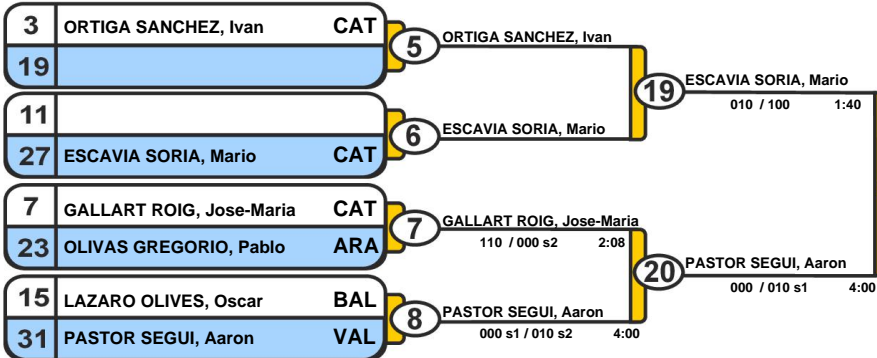 3 ORTIGA SANCHEZ, Ivan CAT
19
5
ORTIGA SANCHEZ, Ivan
11
27 ESCAVIA SORIA, Mario CAT
6
ESCAVIA SORIA, Mario
19
ESCAVIA SORIA, Mario
010 / 100 1:40
7 GALLART ROIG, Jose-Maria CAT
23 OLIVAS GREGORIO, Pablo ARA
7
GALLART ROIG, Jose-Maria
110 / 000 s2 2:08
15 LAZARO OLIVES, Oscar BAL
31 PASTOR SEGUI, Aaron VAL
8
PASTOR SEGUI, Aaron
000 s1 / 010 s2 4:00
20
PASTOR SEGUI, Aaron
000 / 010 s1 4:00